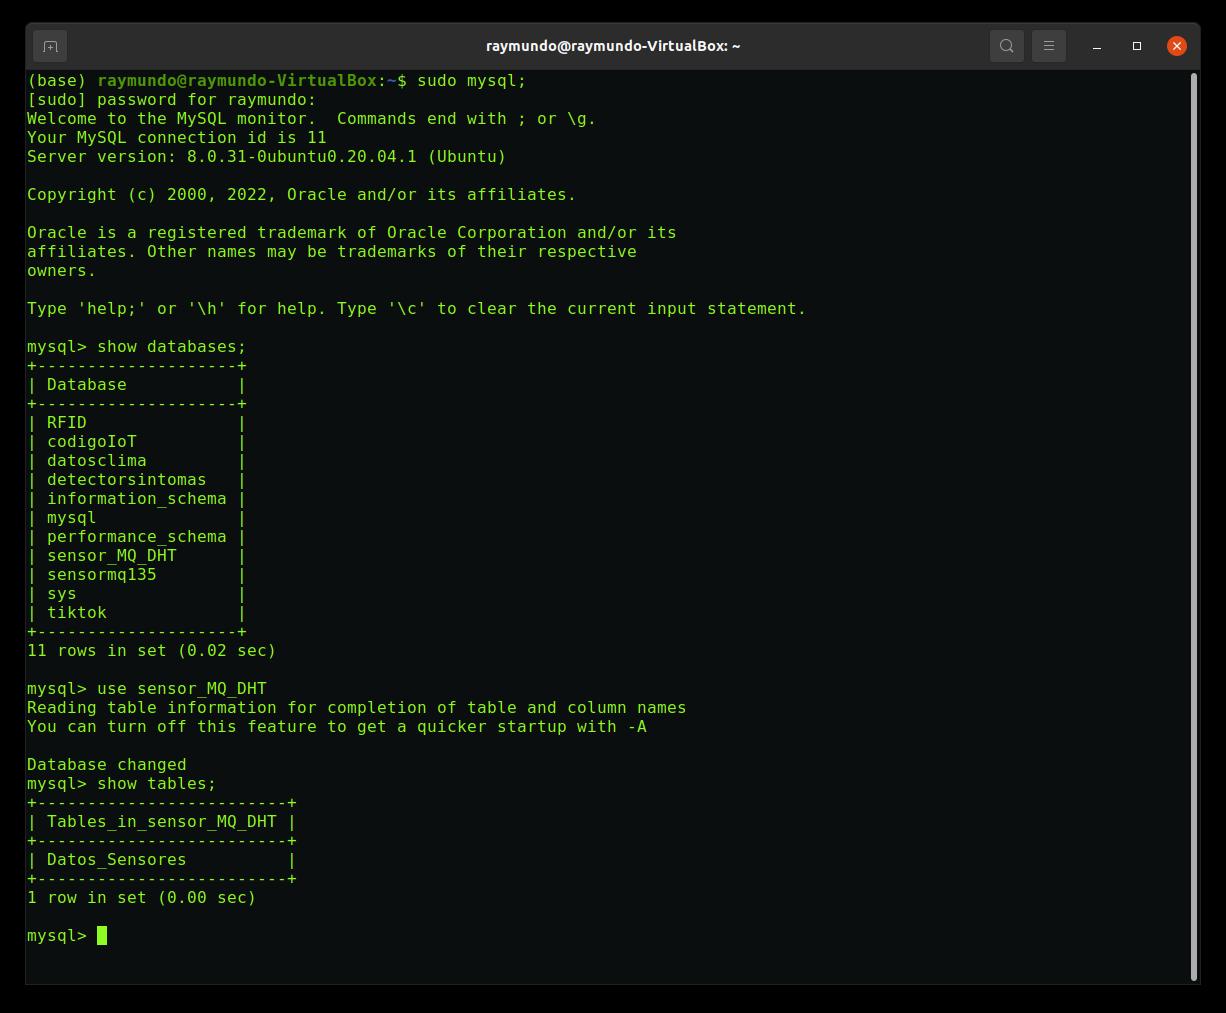 raymundo@raymundo-VirtualBox: ~
(base) raymundo@raymundo-VirtualBox:~$ sudo mysql;
[sudo] password for raymundo:
Welcome to the MySQL monitor.  Commands end with ; or \g.
Your MySQL connection id is 11
Server version: 8.0.31-0ubuntu0.20.04.1 (Ubuntu)

Copyright (c) 2000, 2022, Oracle and/or its affiliates.

Oracle is a registered trademark of Oracle Corporation and/or its
affiliates. Other names may be trademarks of their respective
owners.

Type 'help;' or '\h' for help. Type '\c' to clear the current input statement.

mysql> show databases;
+--------------------+
| Database           |
+--------------------+
| RFID               |
| codigoIoT          |
| datosclima         |
| detectorsintomas   |
| information_schema |
| mysql              |
| performance_schema |
| sensor_MQ_DHT      |
| sensormq135        |
| sys                |
| tiktok             |
+--------------------+
11 rows in set (0.02 sec)

mysql> use sensor_MQ_DHT
Reading table information for completion of table and column names
You can turn off this feature to get a quicker startup with -A

Database changed
mysql> show tables;
+-------------------------+
| Tables_in_sensor_MQ_DHT |
+-------------------------+
| Datos_Sensores          |
+-------------------------+
1 row in set (0.00 sec)

mysql>